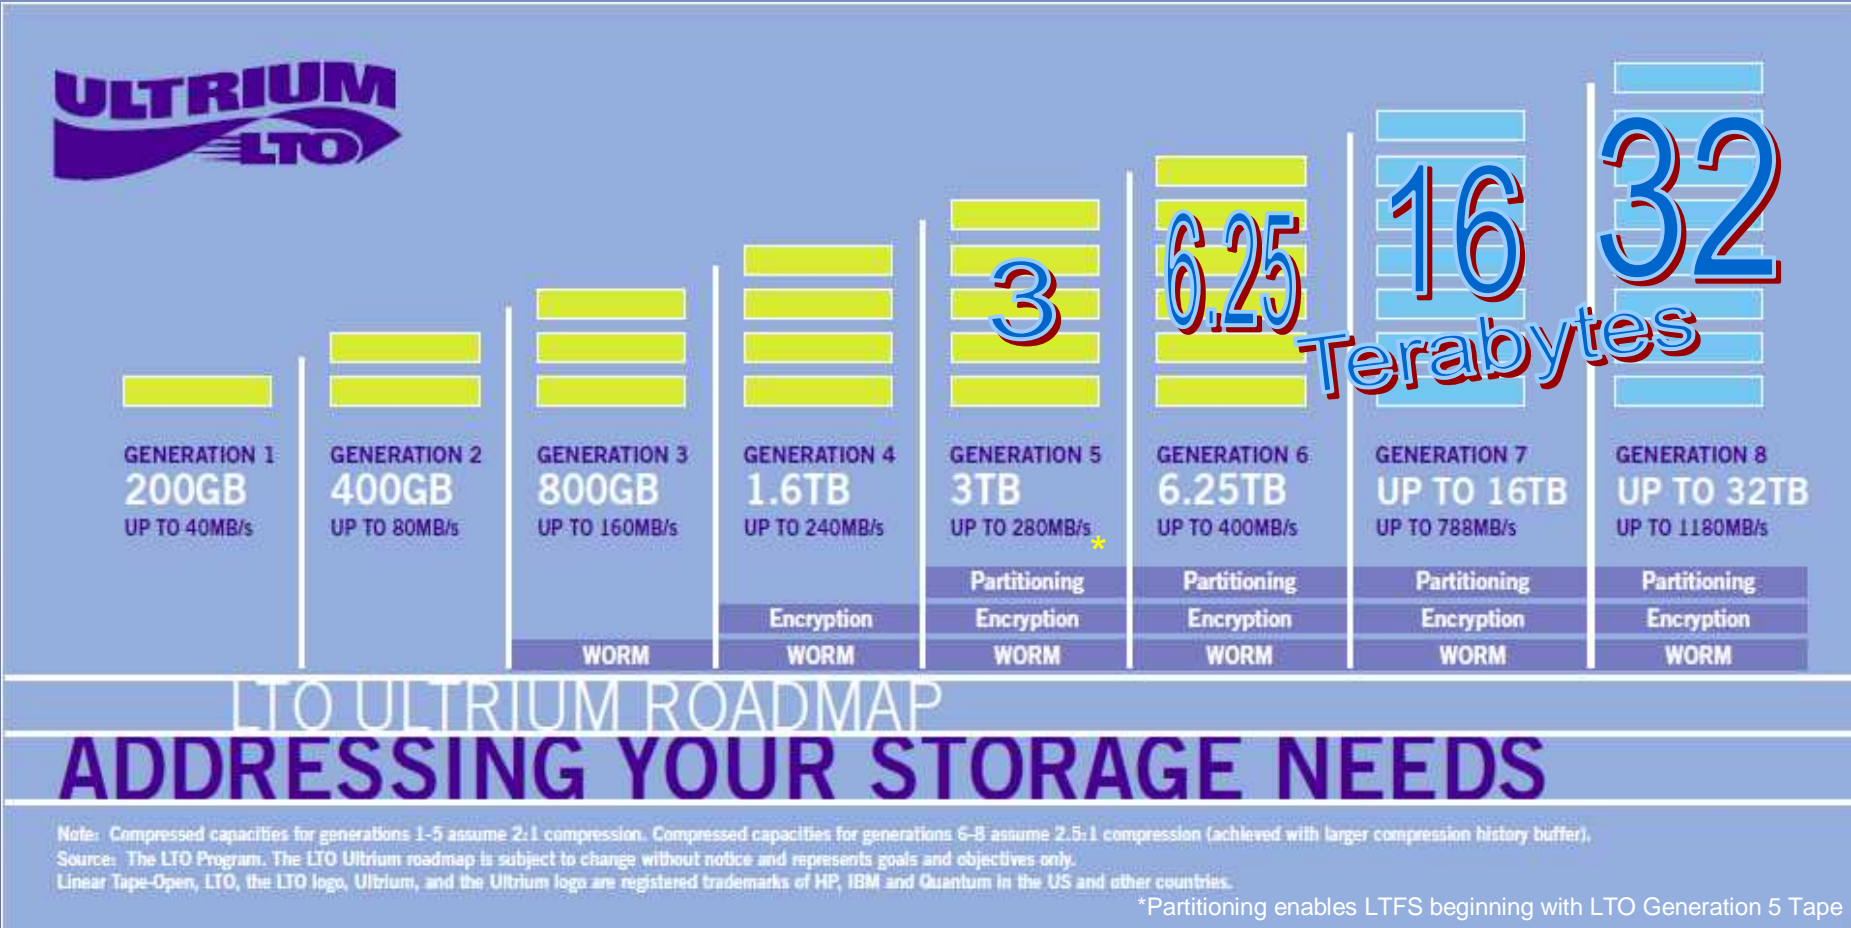 ULTRIUM
LTO
3
6.25
16
32
Terabytes
GENERATION 1
200GB
UP TO 40MB/s
GENERATION 2
400GB
UP TO 80MB/s
GENERATION 3
800GB
UP TO 160MB/s
WORM
GENERATION 4
1.6TB
UP TO 240MB/s
Encryption
WORM
GENERATION 5
3TB
UP TO 280MB/s
*
Partitioning
Encryption
WORM
GENERATION 6
6.25TB
UP TO 400MB/s
Partitioning
Encryption
WORM
GENERATION 7
UP TO 16TB
UP TO 788MB/s
Partitioning
Encryption
WORM
GENERATION 8
UP TO 32TB
UP TO 1180MB/s
Partitioning
Encryption
WORM
LTO ULTRIUM ROADMAP
ADDRESSING YOUR STORAGE NEEDS
Note: Compressed capacities for generations 1-5 assume 2:1 compression. Compressed capacities for generations 6-8 assume 2.5:1 compression (achieved with larger compression history buffer).
Source: The LTO Program. The LTO Ultrium roadmap is subject to change without notice and represents goals and objectives only.
Linear Tape-Open, LTO, the LTO logo, Ultrium, and the Ultrium logo are registered trademarks of HP, IBM and Quantum in the US and other countries.
*Partitioning enables LTFS beginning with LTO Generation 5 Tape